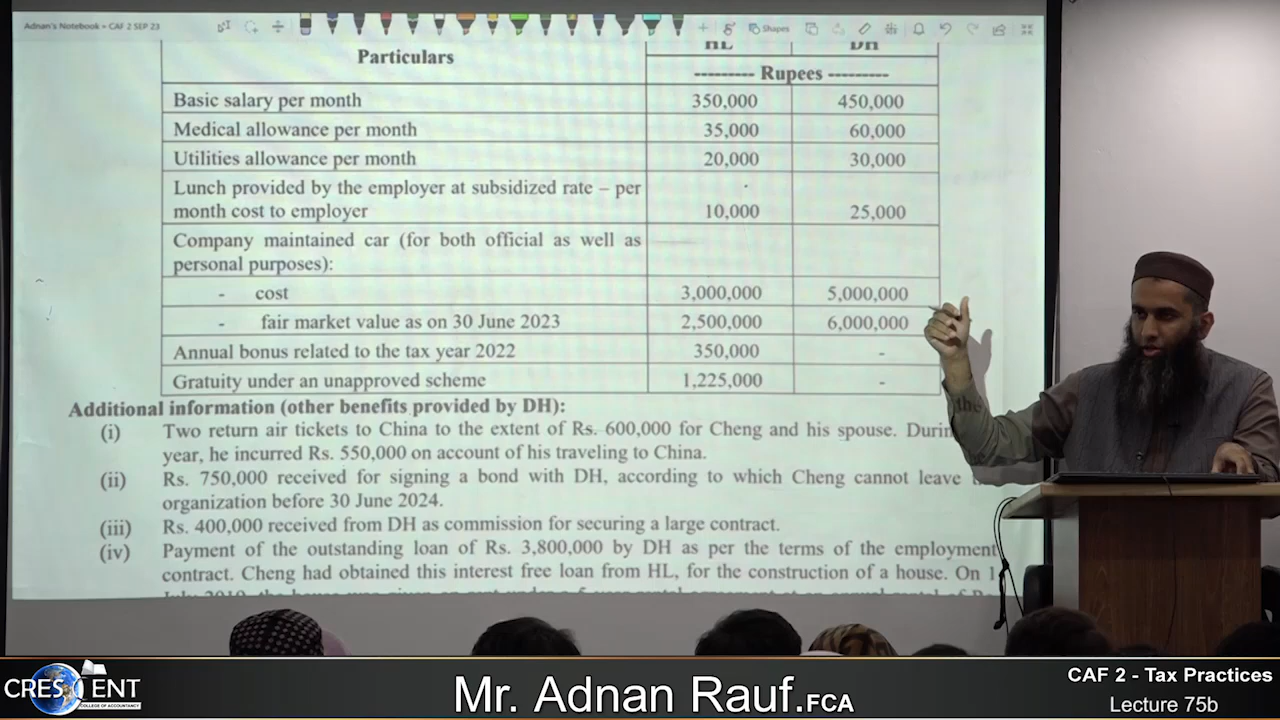 Adnan's Notebook » CAF 2 SEP 23
Shapes
HL DH
Particulars
--------- Rupees ---------
Basic salary per month 350,000 450,000
Medical allowance per month 35,000 60,000
Utilities allowance per month 20,000 30,000
Lunch provided by the employer at subsidized rate – per
month cost to employer 10,000 25,000
Company maintained car (for both official as well as
personal purposes):
- cost 3,000,000 5,000,000
- fair market value as on 30 June 2023 2,500,000 6,000,000
Annual bonus related to the tax year 2022 350,000 -
Gratuity under an unapproved scheme 1,225,000 -
Additional information (other benefits provided by DH):
the
(i) Two return air tickets to China to the extent of Rs. 600,000 for Cheng and his spouse. Durin
year, he incurred Rs. 550,000 on account of his traveling to China.
(ii) Rs. 750,000 received for signing a bond with DH, according to which Cheng cannot leave
organization before 30 June 2024.
(iii) Rs. 400,000 received from DH as commission for securing a large contract.
(iv) Payment of the outstanding loan of Rs. 3,800,000 by DH as per the terms of the employment
contract. Cheng had obtained this interest free loan from HL, for the construction of a house. On 1
CRESCENT
COLLEGE OF ACCOUNTANCY
Mr. Adnan Rauf.FCA
CAF 2 - Tax Practices
Lecture 75b